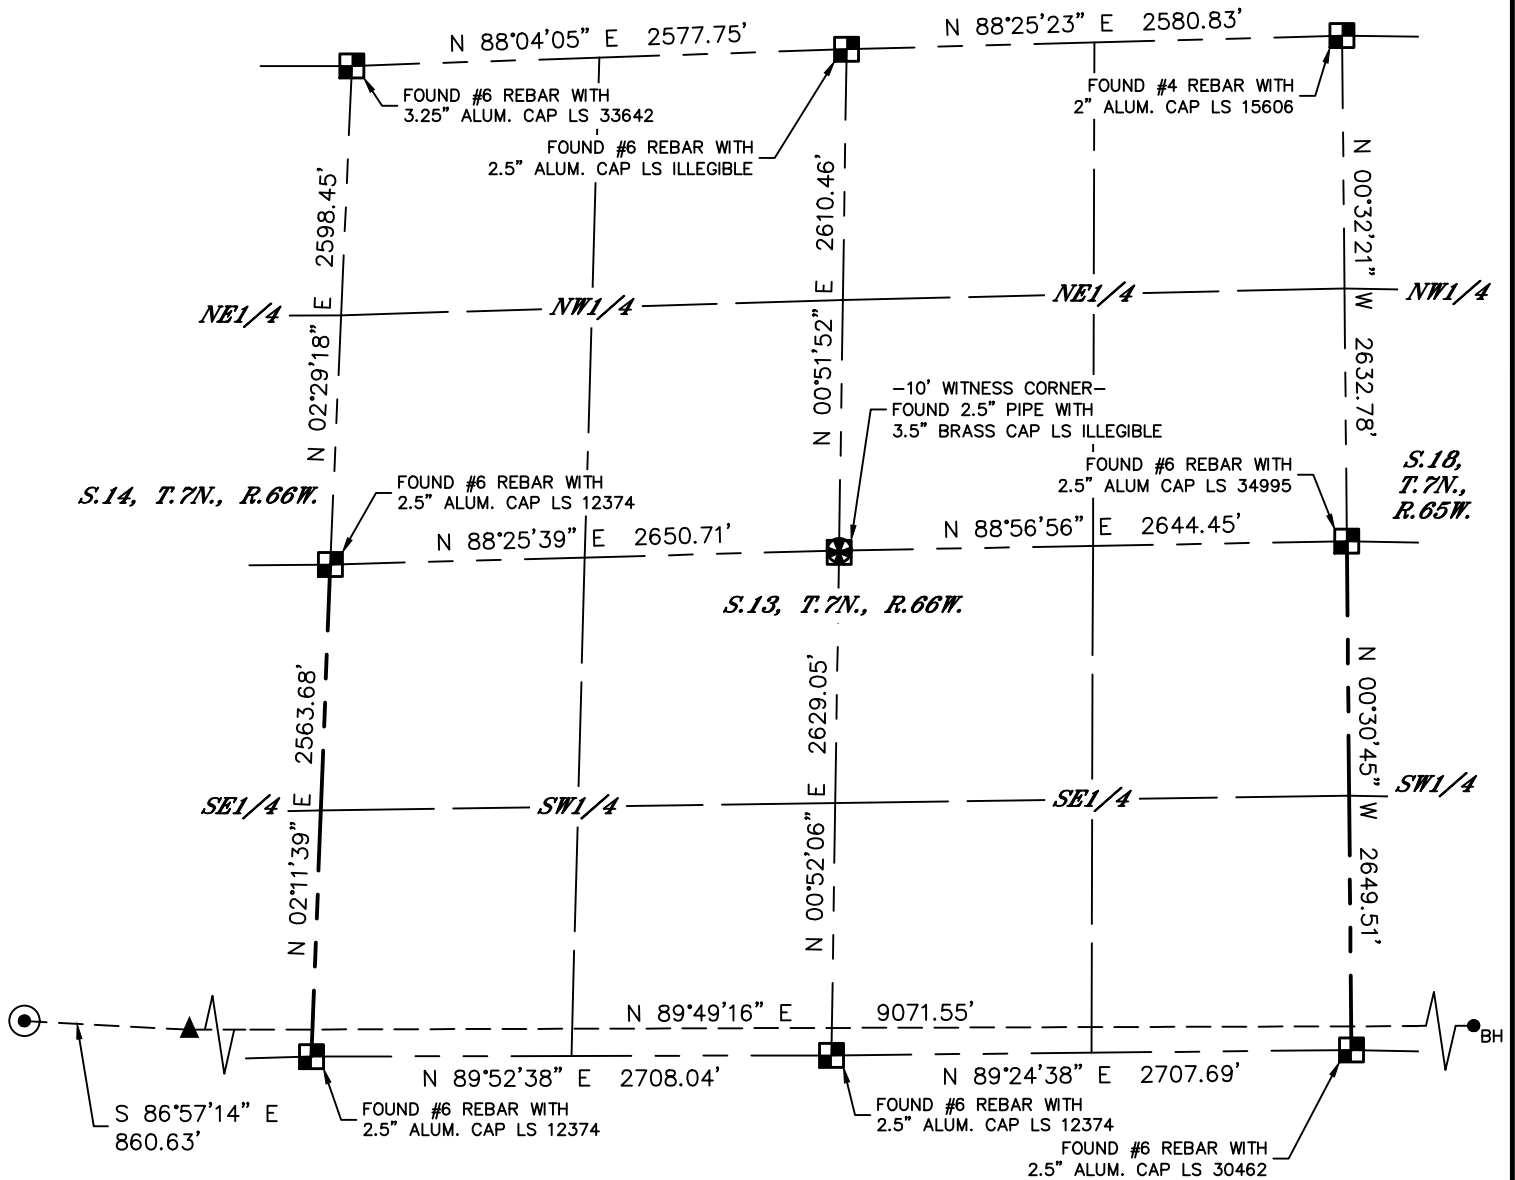 N 88°04'05" E 2577.75'
N 88°25'23" E 2580.83'
FOUND #6 REBAR WITH
3.25" ALUM. CAP LS 33642
FOUND #6 REBAR WITH
2.5" ALUM. CAP LS ILLEGIBLE
FOUND #4 REBAR WITH
2" ALUM. CAP LS 15606
N 02°29'18" E 2598.45'
N 00°51'52" E 2610.46'
N 00°32'21" W 2632.78'
NE1/4
NW1/4
NE1/4
NW1/4
-10' WITNESS CORNER-
FOUND 2.5" PIPE WITH
3.5" BRASS CAP LS ILLEGIBLE
S.14, T.7N., R.66W.
FOUND #6 REBAR WITH
2.5" ALUM. CAP LS 12374
FOUND #6 REBAR WITH
2.5" ALUM CAP LS 34995
S.18,
T.7N.,
R.65W.
N 88°25'39" E 2650.71'
N 88°56'56" E 2644.45'
S.13, T.7N., R.66W.
N 02°11'39" E 2563.68'
N 00°52'06" E 2629.05'
N 00°30'45" W 2649.51'
SE1/4
SW1/4
SE1/4
SW1/4
N 89°49'16" E 9071.55'
BH
N 89°52'38" E 2708.04'
N 89°24'38" E 2707.69'
S 86°57'14" E
860.63'
FOUND #6 REBAR WITH
2.5" ALUM. CAP LS 12374
FOUND #6 REBAR WITH
2.5" ALUM. CAP LS 12374
FOUND #6 REBAR WITH
2.5" ALUM. CAP LS 30462